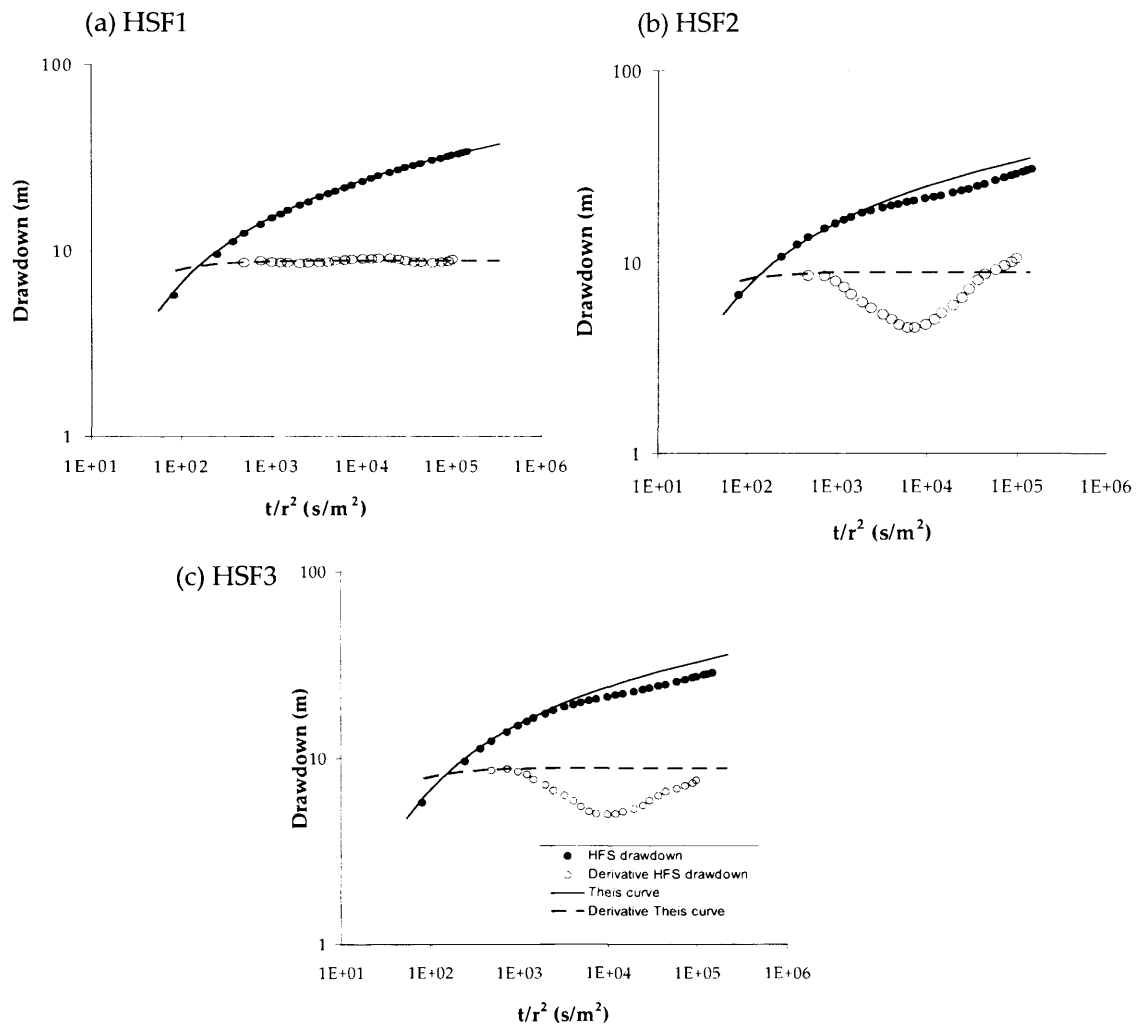 (a) HSF1
100
10
1
Drawdown (m)
1E+01 1E+02 1E+03 1E+04 1E+05 1E+06
t/r² (s/m²)
(b) HSF2
100
10
1
Drawdown (m)
1E+01 1E+02 1E+03 1E+04 1E+05 1E+06
t/r² (s/m²)
(c) HSF3
100
10
1
Drawdown (m)
HFS drawdown
Derivative HFS drawdown
Theis curve
Derivative Theis curve
1E+01 1E+02 1E+03 1E+04 1E+05 1E+06
t/r² (s/m²)